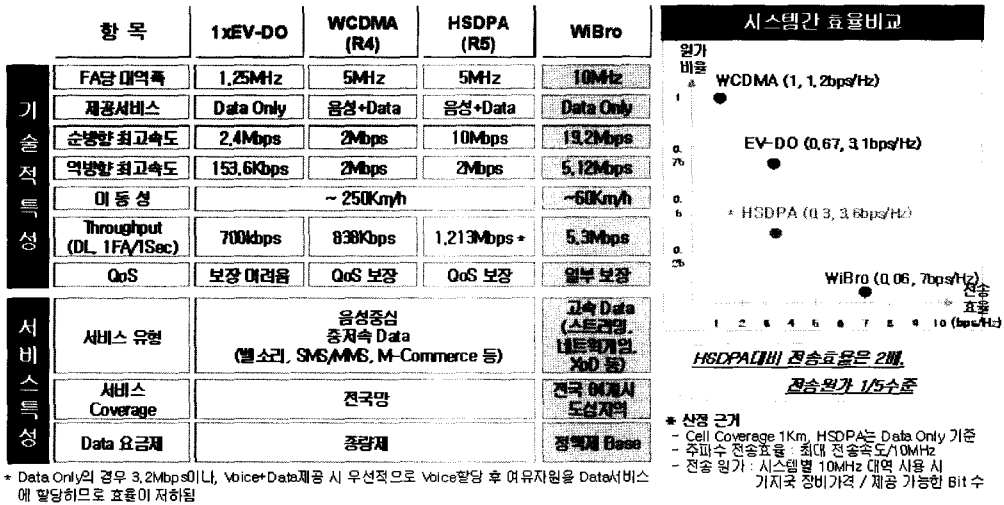 항 목 1xEV-DO WCDMA (R4) HSDPA (R5) WiBro
기술적특성
FA당 대역폭 1.25MHz 5MHz 5MHz 10MHz
제공서비스 Data Only 음성+Data 음성+Data Data Only
순방향 최고속도 2.4Mbps 2Mbps 10Mbps 19.2Mbps
역방향 최고속도 153.6Kbps 2Mbps 2Mbps 5.12Mbps
이 동 성 ~ 250Km/h ~60Km/h
Throughput (DL, 1FA/1Sec) 700kbps 838Kbps 1,213Mbps * 5.3Mbps
QoS 보장 어려움 QoS 보장 QoS 보장 일부 보장
서비스특성
서비스 유형
음성중심
중저속 Data
(벨소리, SMS/MMS, M-Commerce 등)
고속 Data
(스트리밍,
네트웍게임,
XoD 등)
서비스 Coverage 전국망 전국 84개시 도심지역
Data 요금제 종량제 정액제 Base
* Data Only의 경우 3.2Mbps이나, Voice+Data제공 시 우선적으로 Voice할당 후 여유자원을 Data서비스
에 할당하므로 효율이 저하됨
시스템간 효율비교
원가
비율
WCDMA (1, 1.2bps/Hz)
1
EV-DO (0.67, 3.1bps/Hz)
0.
75
* HSDPA (0.3, 3.6bps/Hz)
0.
0.
25
WiBro (0.06, 7bps/Hz)
전송
효율
1 2 3 4 5 6 7 8 9 10 (bps/Hz)
HSDPA대비 전송효율은 2배,
전송원가 1/5수준
* 산정 근거
- Cell Coverage 1Km, HSDPA는 Data Only 기준
- 주파수 전송효율 : 최대 전송속도/10MHz
- 전송 원가 : 시스템별 10MHz 대역 사용 시
기지국 장비가격 / 제공 가능한 Bit 수